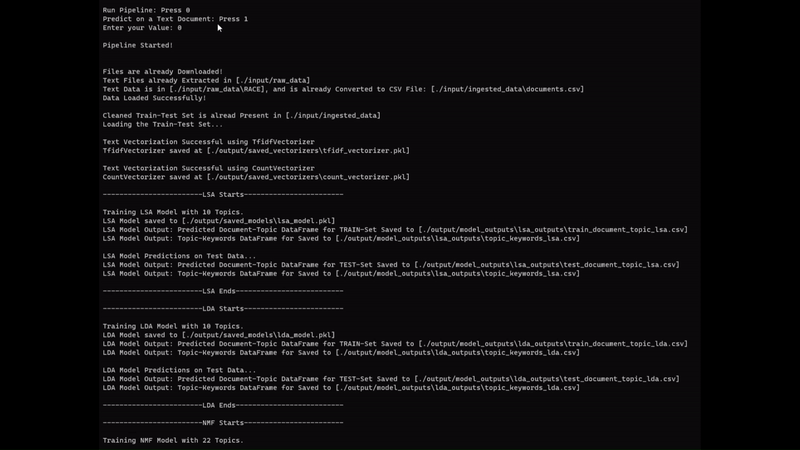 Run Pipeline: Press 0
Predict on a Text Document: Press 1
Enter your Value: 0
Pipeline Started!
Files are already Downloaded!
Text Files already Extracted in [./input/raw_data]
Text Data is in [./input/raw_data\RACE], and is already Converted to CSV File: [./input/ingested_data\documents.csv]
Data Loaded Successfully!
Cleaned Train-Test Set is alread Present in [./input/ingested_data]
Loading the Train-Test Set...
Text Vectorization Successful using TfidfVectorizer
TfidfVectorizer saved at [./output/saved_vectorizers\tfidf_vectorizer.pkl]
Text Vectorization Successful using CountVectorizer
CountVectorizer saved at [./output/saved_vectorizers\count_vectorizer.pkl]
------------------------LSA Starts------------------------
Training LSA Model with 10 Topics.
LSA Model saved to [./output/saved_models\lsa_model.pkl]
LSA Model Output: Predicted Document-Topic DataFrame for TRAIN-Set Saved to [./output/model_outputs\lsa_outputs\train_document_topic_lsa.csv]
LSA Model Output: Topic-Keywords DataFrame for Saved to [./output/model_outputs\lsa_outputs\topic_keywords_lsa.csv]
LSA Model Predictions on Test Data...
LSA Model Output: Predicted Document-Topic DataFrame for TEST-Set Saved to [./output/model_outputs\lsa_outputs\test_document_topic_lsa.csv]
LSA Model Output: Topic-Keywords DataFrame for Saved to [./output/model_outputs\lsa_outputs\topic_keywords_lsa.csv]
------------------------LSA Ends--------------------------
------------------------LDA Starts------------------------
Training LDA Model with 10 Topics.
LDA Model saved to [./output/saved_models\lda_model.pkl]
LDA Model Output: Predicted Document-Topic DataFrame for TRAIN-Set Saved to [./output/model_outputs\lda_outputs\train_document_topic_lda.csv]
LDA Model Output: Topic-Keywords DataFrame for Saved to [./output/model_outputs\lda_outputs\topic_keywords_lda.csv]
LDA Model Predictions on Test Data...
LDA Model Output: Predicted Document-Topic DataFrame for TEST-Set Saved to [./output/model_outputs\lda_outputs\test_document_topic_lda.csv]
LDA Model Output: Topic-Keywords DataFrame for Saved to [./output/model_outputs\lda_outputs\topic_keywords_lda.csv]
------------------------LDA Ends--------------------------
------------------------NMF Starts------------------------
Training NMF Model with 22 Topics.